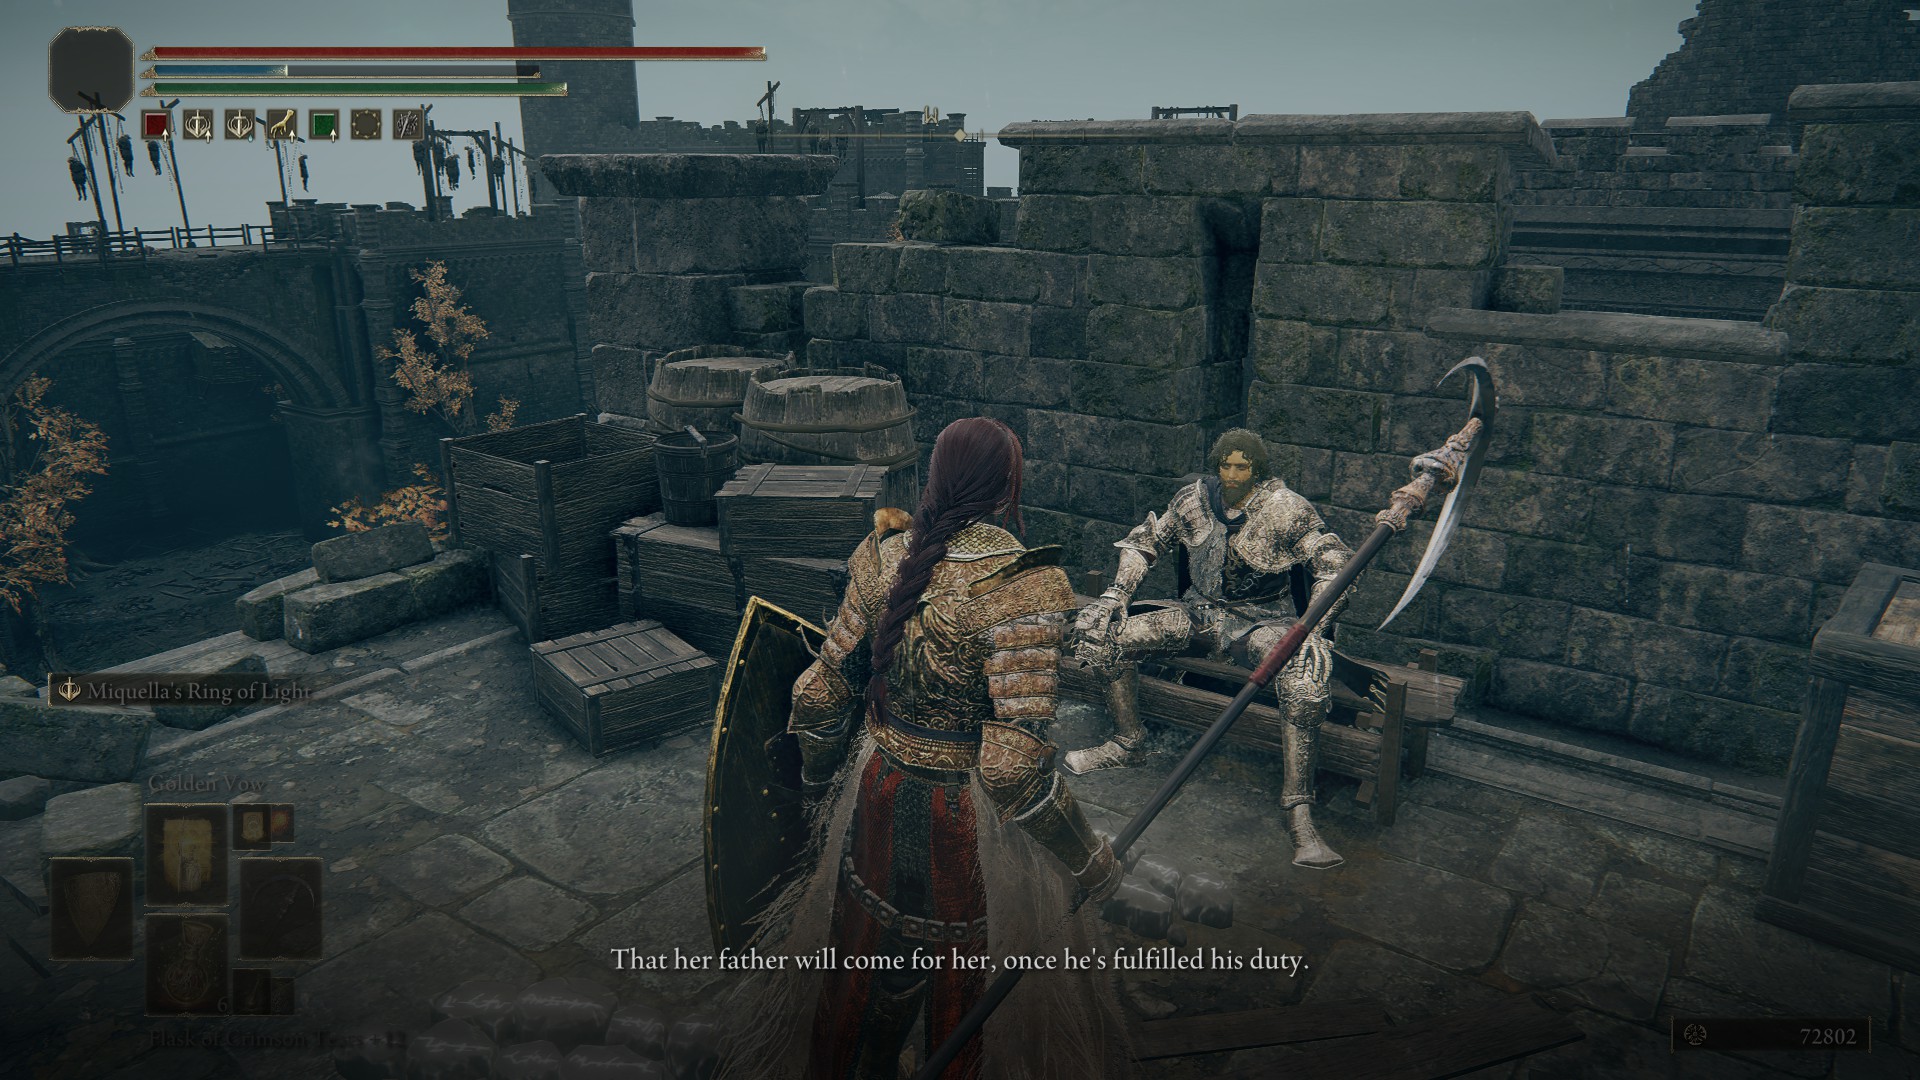 W
Miquella's Ring of Light
Golden Vow
6
Flask of Crimson Tears +12
That her father will come for her, once he's fulfilled his duty.
72802